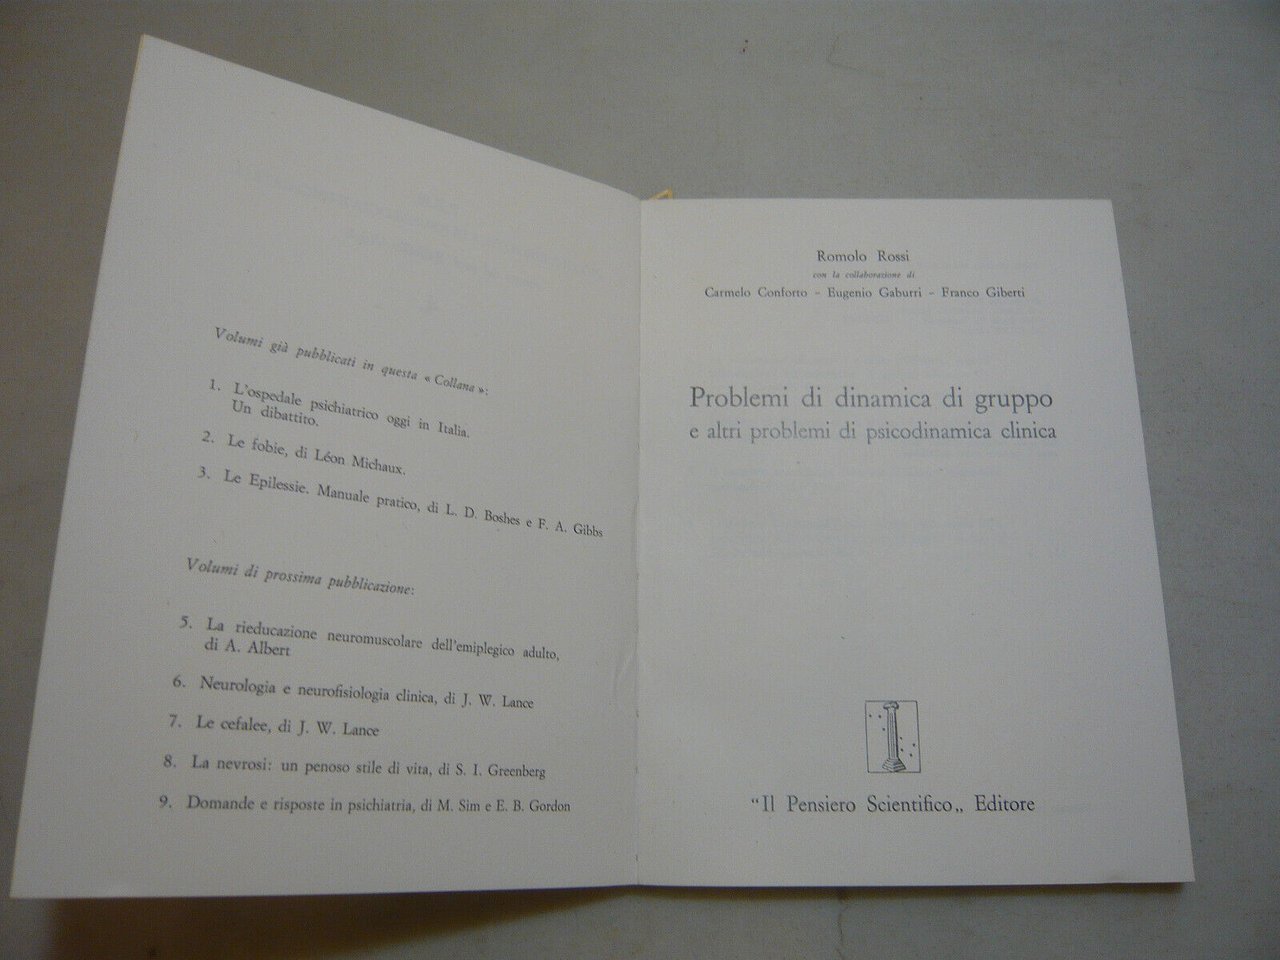 Volumi già pubblicati in questa « Collana »:
1. L'ospedale psichiatrico oggi in Italia.
Un dibattito.
2. Le fobie, di Léon Michaux.
3. Le Epilessie. Manuale pratico, di L. D. Boshes e F. A. Gibbs
Volumi di prossima pubblicazione:
5. La rieducazione neuromuscolare dell'emiplegico adulto,
di A. Albert
6. Neurologia e neurofisiologia clinica, di J. W. Lance
7. Le cefalee, di J. W. Lance
8. La nevrosi: un penoso stile di vita, di S. I. Greenberg
9. Domande e risposte in psichiatria, di M. Sim e E. B. Gordon
Romolo Rossi
con la collaborazione di
Carmelo Conforto - Eugenio Gaburri - Franco Giberti
Problemi di dinamica di gruppo
e altri problemi di psicodinamica clinica
“Il Pensiero Scientifico„ Editore